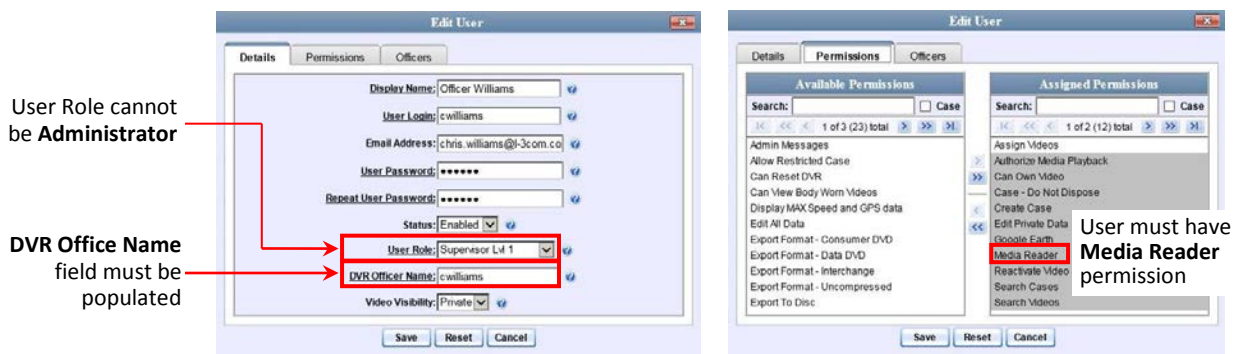 User Role cannot
be Administrator
DVR Office Name
field must be
populated
Edit User
Details Permissions Officers
Display Name: Officer Williams
User Login: cwilliams
Email Address: chris.williams@l-3com.co
User Password: ••••••
Repeat User Password: ••••••
Status: Enabled
User Role: Supervisor Lvl 1
DVR Officer Name: cwilliams
Video Visibility: Private
Save Reset Cancel
Edit User
Details Permissions Officers
Available Permissions
Search: Case
1 of 3 (23) total
Admin Messages
Allow Restricted Case
Can Reset DVR
Can View Body Worn Videos
Display MAX Speed and GPS data
Edit All Data
Export Format - Consumer DVD
Export Format - Data DVD
Export Format - Interchange
Export Format - Uncompressed
Export To Disc
Assigned Permissions
Search: Case
1 of 2 (12) total
Assign Videos
Authorize Media Playback
Can Own Video
Case - Do Not Dispose
Create Case
Edit Private Data
Google Earth
Media Reader
Reactivate Video
Search Cases
Search Videos
Save Reset Cancel
User must have
Media Reader
permission